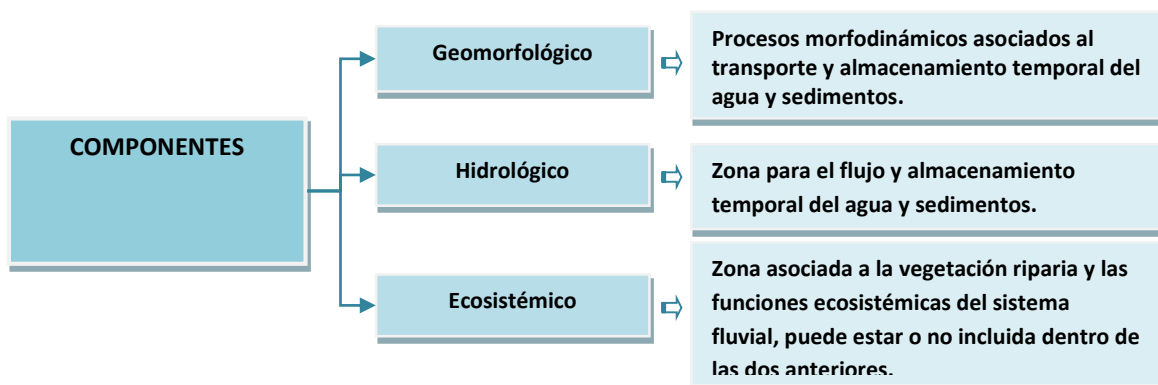 COMPONENTES
Geomorfológico
Procesos morfodinámicos asociados al
transporte y almacenamiento temporal del
agua y sedimentos.
Hidrológico
Zona para el flujo y almacenamiento
temporal del agua y sedimentos.
Ecosistémico
Zona asociada a la vegetación riparia y las
funciones ecosistémicas del sistema
fluvial, puede estar o no incluida dentro de
las dos anteriores.